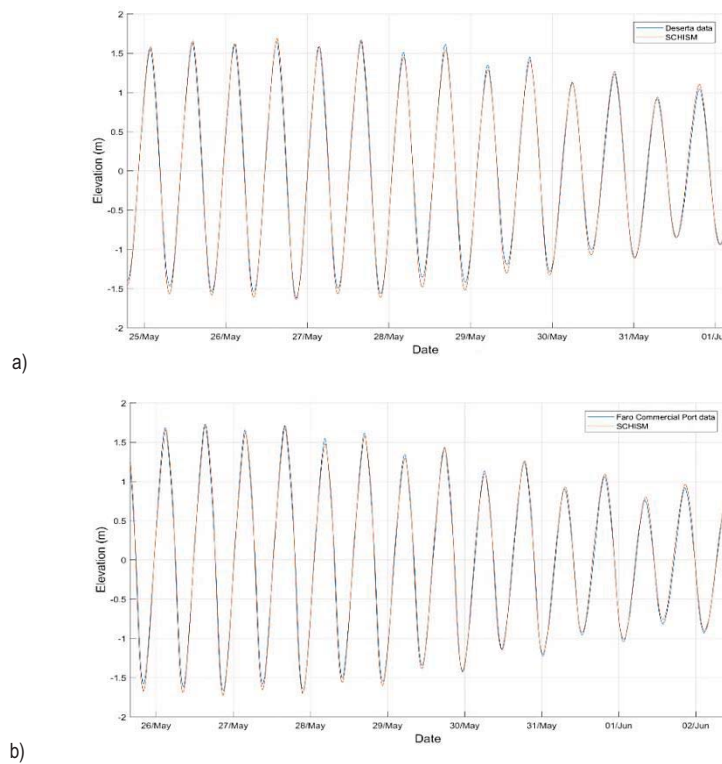 2
Deserta data
SCHISM
1.5
1
0.5
0
-0.5
-1
-1.5
-2
Elevation (m)
25/May 26/May 27/May 28/May 29/May 30/May 31/May 01/Ju
Date
a)
2
Faro Commercial Port data
SCHISM
1.5
1
0.5
0
-0.5
-1
-1.5
-2
Elevation (m)
26/May 27/May 28/May 29/May 30/May 31/May 01/Jun 02/Jun
Date
b)